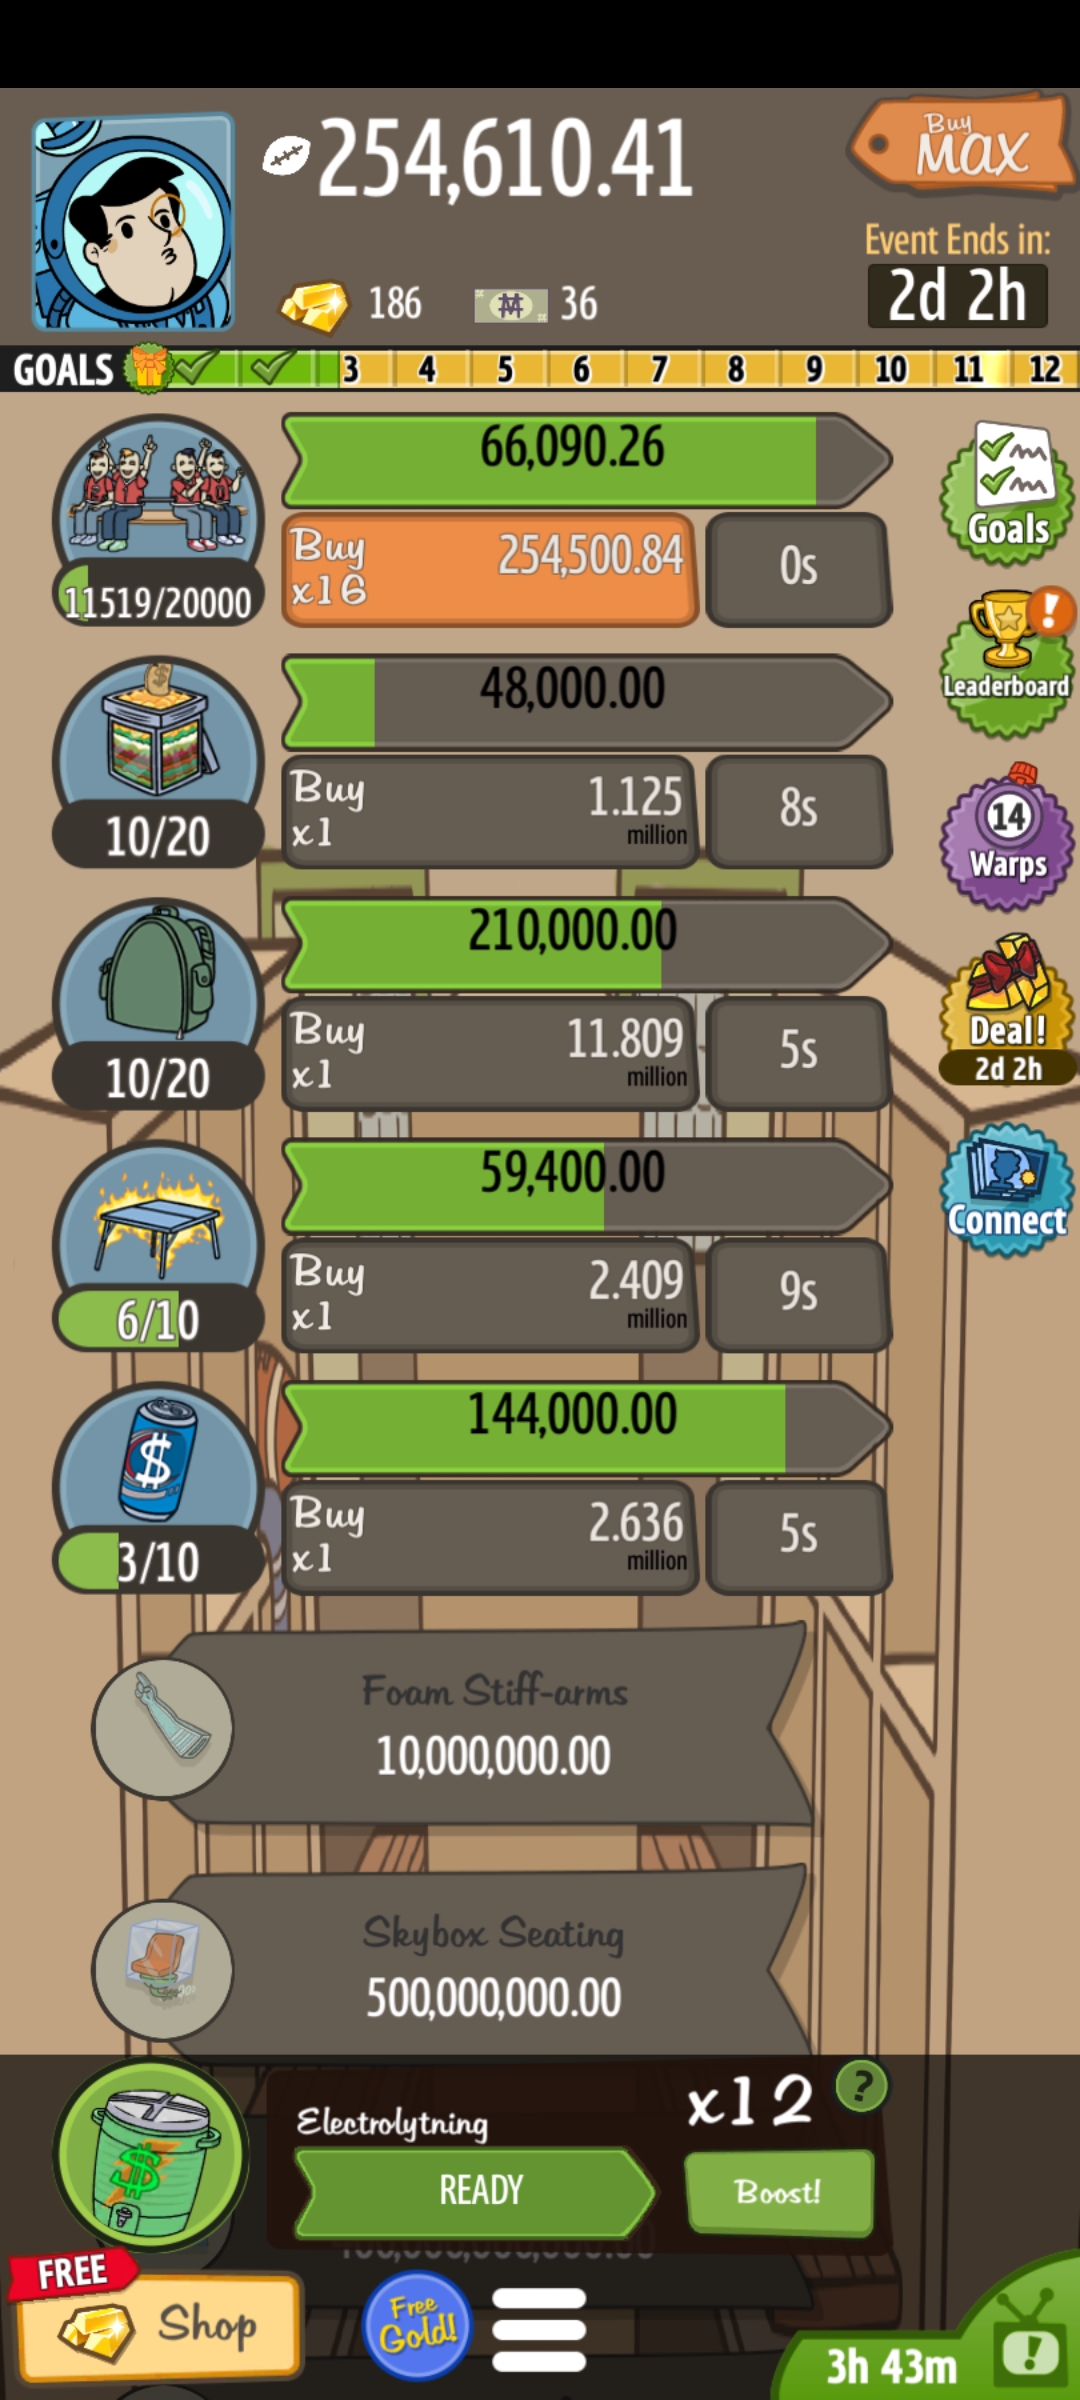 254,610.41
Buy
MAX
186
36
Event Ends in:
2d 2h
GOALS 3 4 5 6 7 8 9 10 11 12
66,090.26
Buy
x16
254,500.84
0s
11519/20000
Goals
48,000.00
Leaderboard
Buy
x1
1.125
million
8s
10/20
14
Warps
210,000.00
Buy
x1
11.809
million
5s
10/20
Deal!
2d 2h
59,400.00
Connect
Buy
x1
2.409
million
9s
6/10
144,000.00
Buy
x1
2.636
million
5s
3/10
Foam Stiff-arms
10,000,000.00
Skybox Seating
500,000,000.00
Electrolytning
x12
?
READY
Boost!
FREE
Shop
Free
Gold!
3h 43m